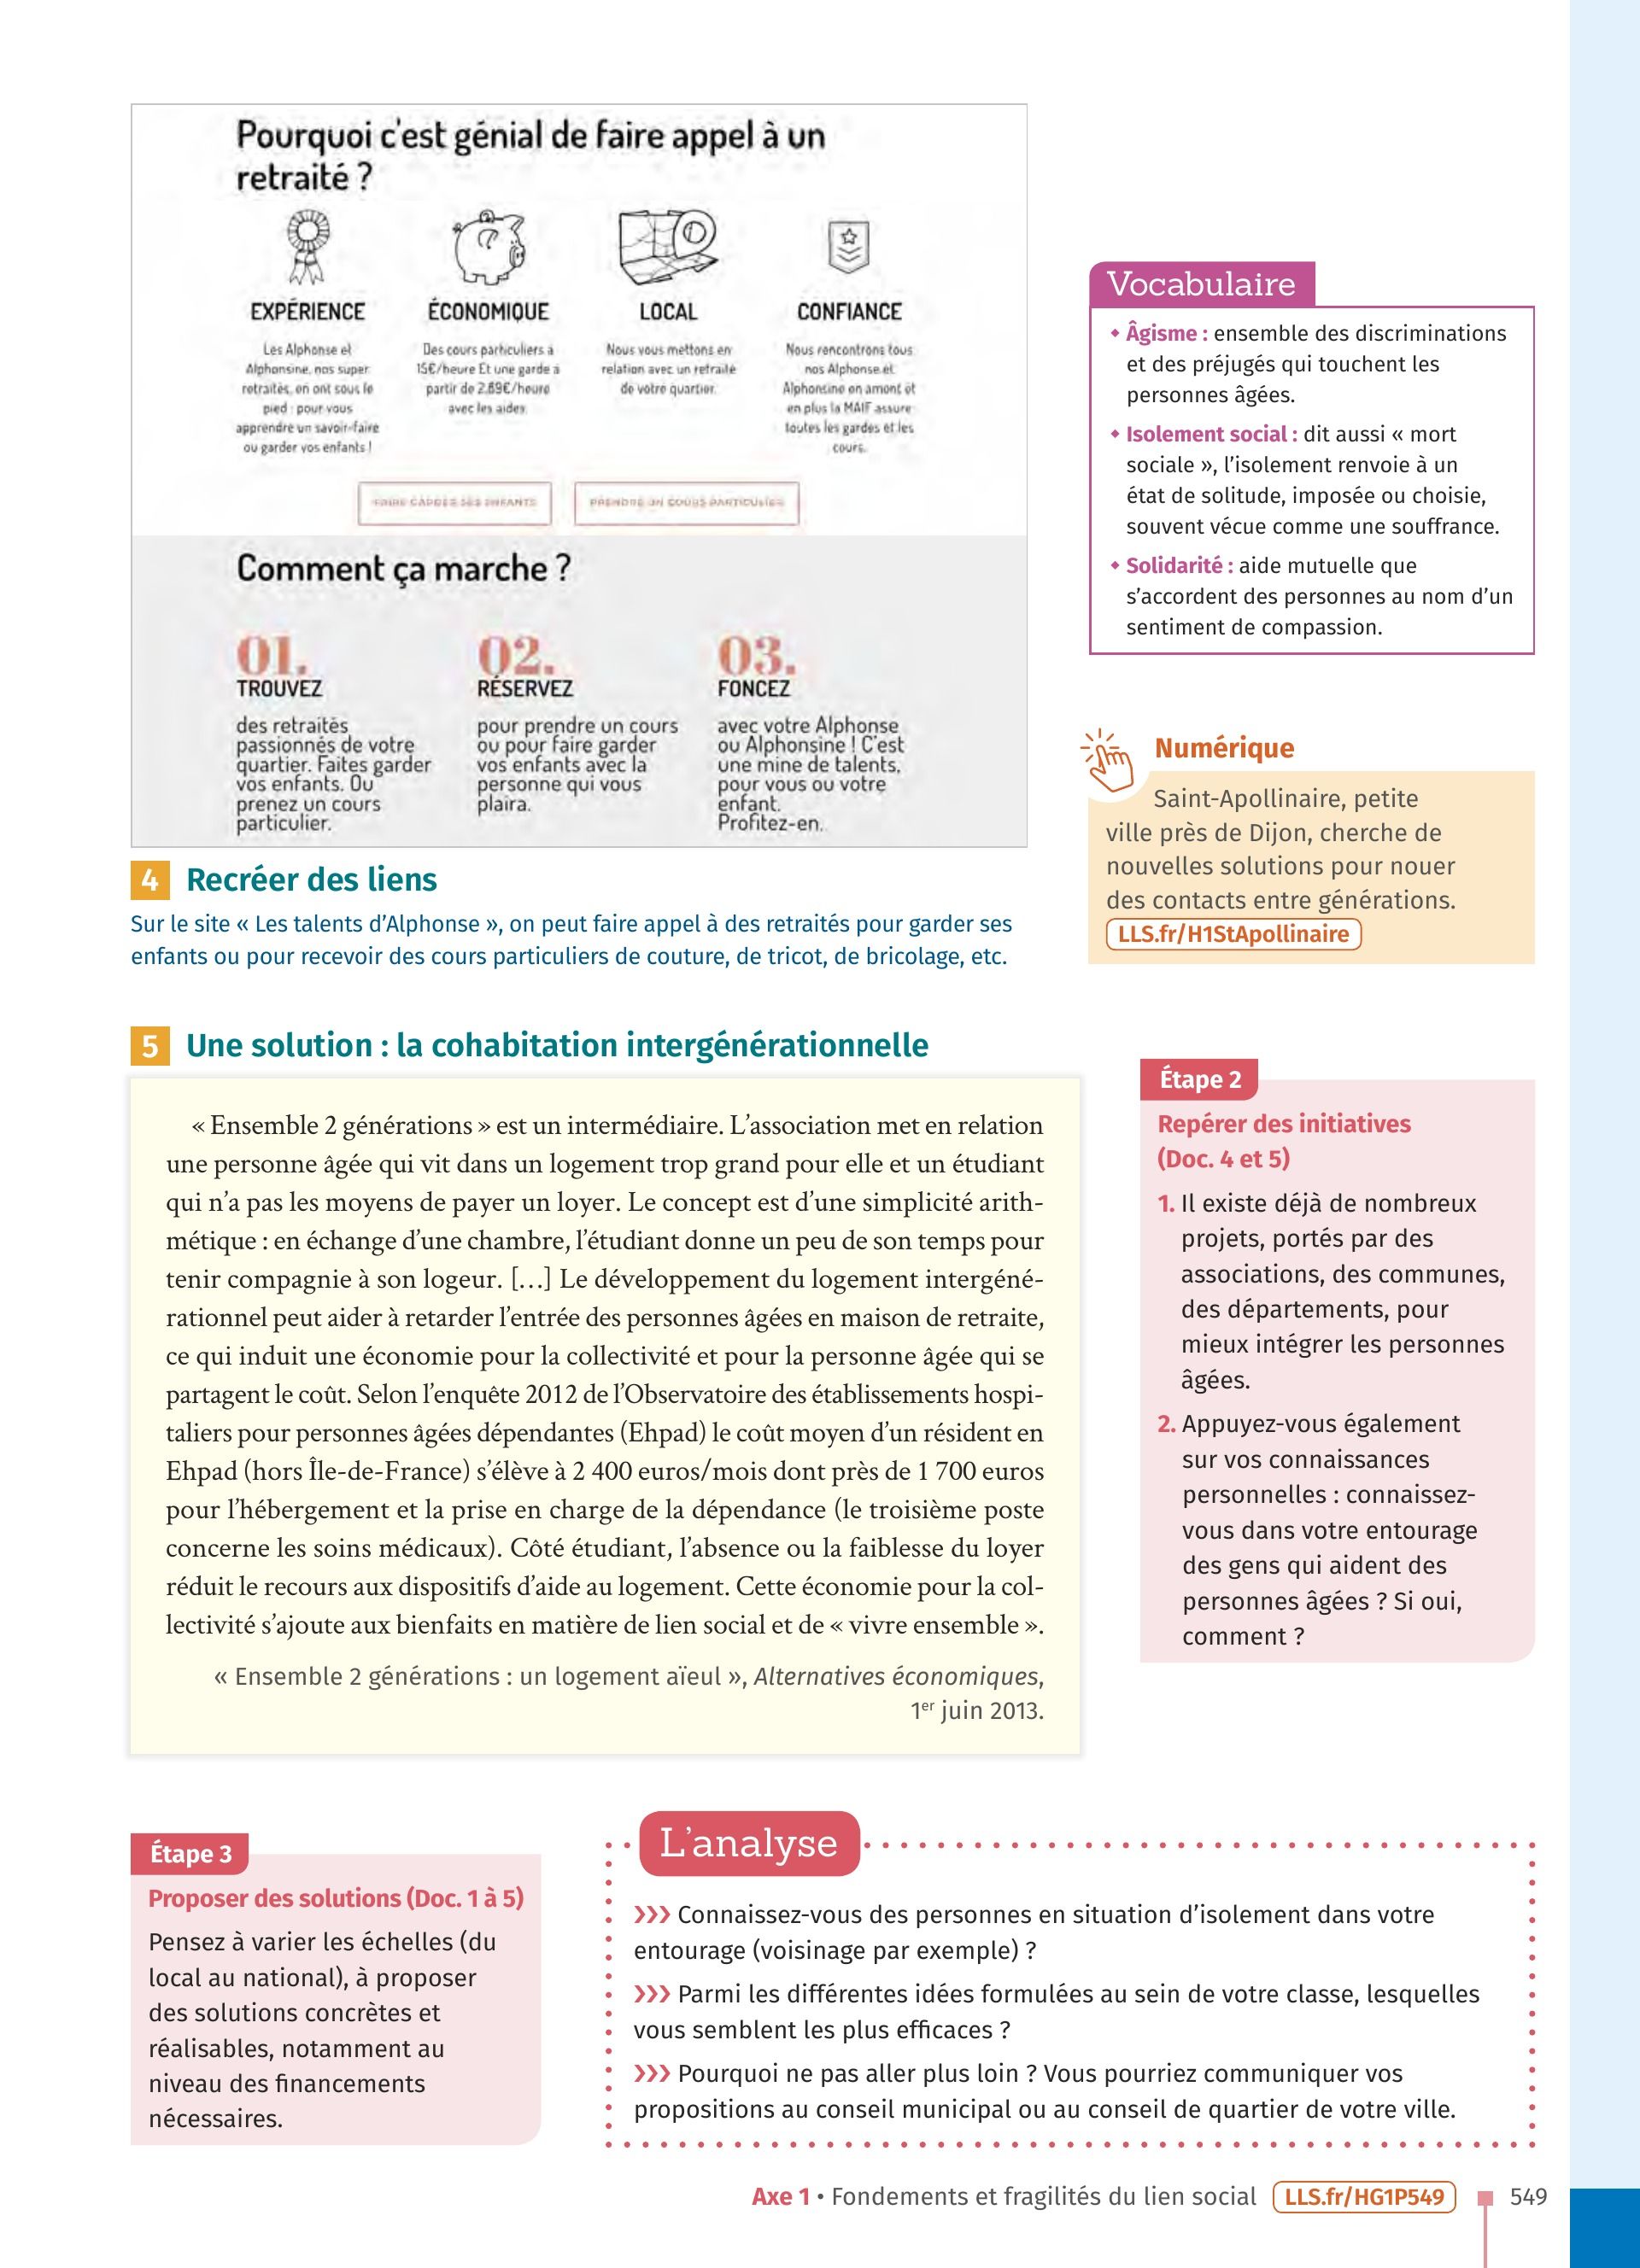 Pourquoi c'est génial de faire appel à un
retraité ?
EXPÉRIENCE
Les Alphonse et
Alphonsine, nos super
retraités, en ont sous le
pied : pour vous
apprendre un savoir-faire
ou garder vos enfants !
ÉCONOMIQUE
Des cours particuliers à
15€/heure Et une garde à
partir de 2.69€/heure
avec les aides.
LOCAL
Nous vous mettons en
relation avec un retraité
de votre quartier.
CONFIANCE
Nous rencontrons tous
nos Alphonse et
Alphonsine en amont et
en plus la MAIF assure
toutes les gardes et les
cours.
FAIRE GARDER SES ENFANTS
PRENDRE UN COURS PARTICULIER
Comment ça marche ?
01.
TROUVEZ
des retraités
passionnés de votre
quartier. Faites garder
vos enfants. Ou
prenez un cours
particulier.
02.
RÉSERVEZ
pour prendre un cours
ou pour faire garder
vos enfants avec la
personne qui vous
plaira.
03.
FONCEZ
avec votre Alphonse
ou Alphonsine ! C'est
une mine de talents,
pour vous ou votre
enfant.
Profitez-en.
4 Recréer des liens
Sur le site « Les talents d'Alphonse », on peut faire appel à des retraités pour garder ses
enfants ou pour recevoir des cours particuliers de couture, de tricot, de bricolage, etc.
Vocabulaire
◆ Âgisme : ensemble des discriminations
et des préjugés qui touchent les
personnes âgées.
◆ Isolement social : dit aussi « mort
sociale », l'isolement renvoie à un
état de solitude, imposée ou choisie,
souvent vécue comme une souffrance.
◆ Solidarité : aide mutuelle que
s'accordent des personnes au nom d'un
sentiment de compassion.
Numérique
Saint-Apollinaire, petite
ville près de Dijon, cherche de
nouvelles solutions pour nouer
des contacts entre générations.
LLS.fr/H1StApollinaire
5 Une solution : la cohabitation intergénérationnelle
« Ensemble 2 générations » est un intermédiaire. L'association met en relation
une personne âgée qui vit dans un logement trop grand pour elle et un étudiant
qui n'a pas les moyens de payer un loyer. Le concept est d'une simplicité arith-
métique : en échange d'une chambre, l'étudiant donne un peu de son temps pour
tenir compagnie à son logeur. […] Le développement du logement intergéné-
rationnel peut aider à retarder l'entrée des personnes âgées en maison de retraite,
ce qui induit une économie pour la collectivité et pour la personne âgée qui se
partagent le coût. Selon l'enquête 2012 de l'Observatoire des établissements hospi-
taliers pour personnes âgées dépendantes (Ehpad) le coût moyen d'un résident en
Ehpad (hors Île-de-France) s'élève à 2 400 euros/mois dont près de 1 700 euros
pour l'hébergement et la prise en charge de la dépendance (le troisième poste
concerne les soins médicaux). Côté étudiant, l'absence ou la faiblesse du loyer
réduit le recours aux dispositifs d'aide au logement. Cette économie pour la col-
lectivité s'ajoute aux bienfaits en matière de lien social et de « vivre ensemble ».
« Ensemble 2 générations : un logement aïeul », Alternatives économiques,
1er juin 2013.
Étape 2
Repérer des initiatives
(Doc. 4 et 5)
1. Il existe déjà de nombreux
projets, portés par des
associations, des communes,
des départements, pour
mieux intégrer les personnes
âgées.
2. Appuyez-vous également
sur vos connaissances
personnelles : connaissez-
vous dans votre entourage
des gens qui aident des
personnes âgées ? Si oui,
comment ?
Étape 3
Proposer des solutions (Doc. 1 à 5)
Pensez à varier les échelles (du
local au national), à proposer
des solutions concrètes et
réalisables, notamment au
niveau des financements
nécessaires.
L'analyse
❯❯❯ Connaissez-vous des personnes en situation d'isolement dans votre
entourage (voisinage par exemple) ?
❯❯❯ Parmi les différentes idées formulées au sein de votre classe, lesquelles
vous semblent les plus efficaces ?
❯❯❯ Pourquoi ne pas aller plus loin ? Vous pourriez communiquer vos
propositions au conseil municipal ou au conseil de quartier de votre ville.
Axe 1 • Fondements et fragilités du lien social LLS.fr/HG1P549 549